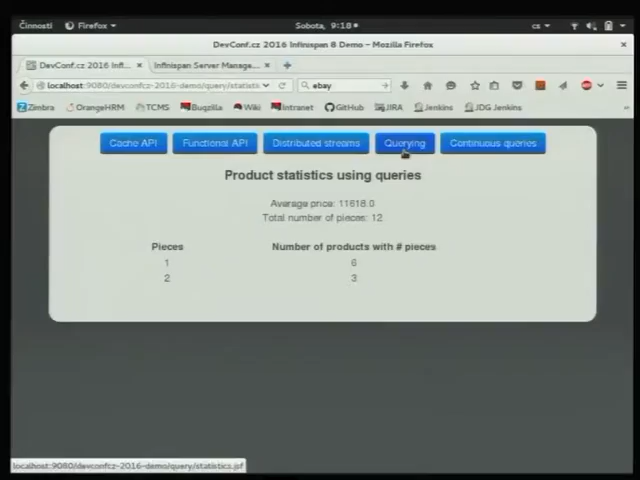 Činnosti Firefox Sobota, 9:18 cs
DevConf.cz 2016 Infinispan 8 Demo – Mozilla Firefox
DevConf.cz 2016 Infi... Infinispan Server Manage...
localhost:9080/devconfcz-2016-demo/query/statistic ebay
Zimbra OrangeHRM TCMS Bugzilla Wiki Intranet GitHub JIRA Jenkins JDG Jenkins
Cache API Functional API Distributed streams Querying Continuous queries
Product statistics using queries
Average price: 11618.0
Total number of pieces: 12
Pieces Number of products with # pieces
1 6
2 3
localhost:9080/devconfcz-2016-demo/query/statistics.jsf